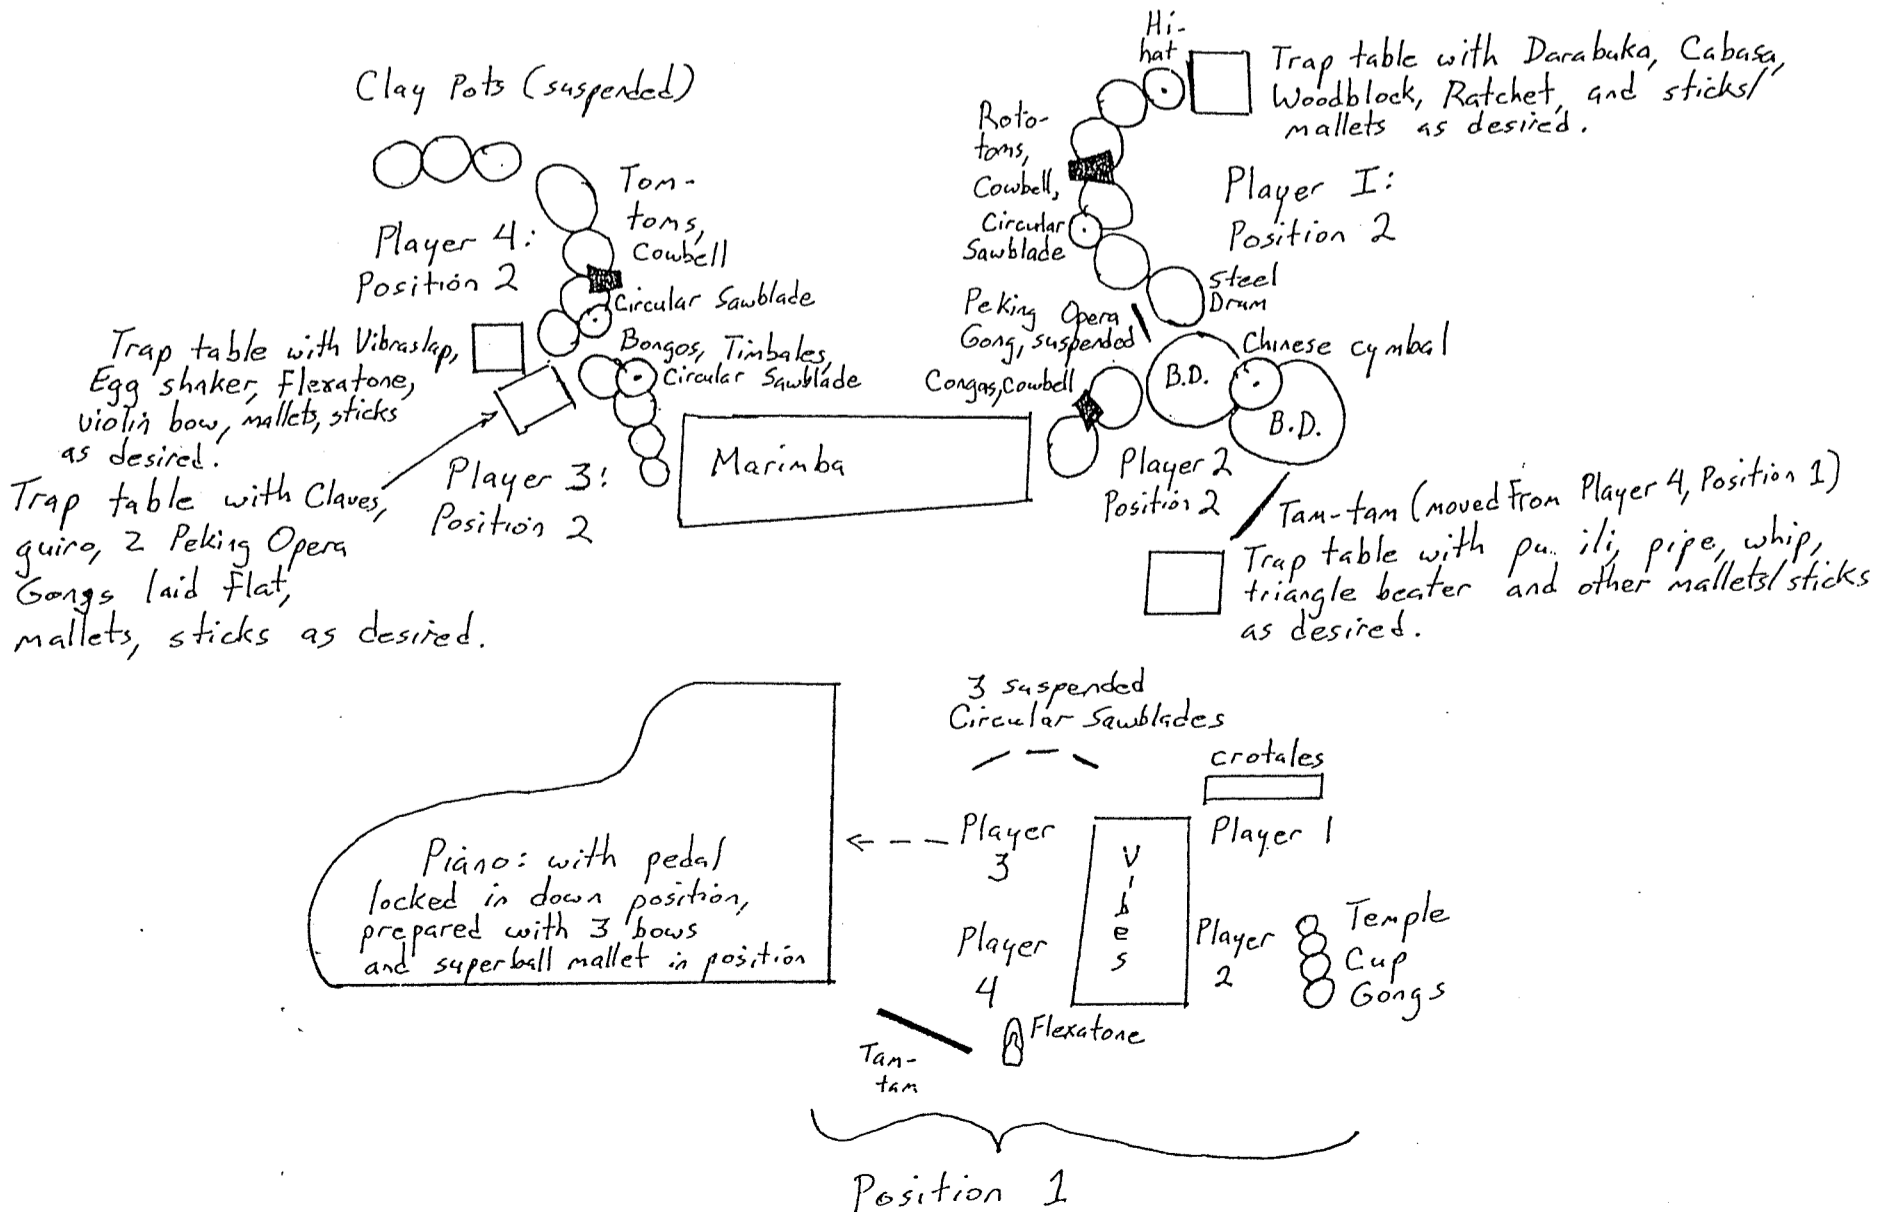 Clay Pots (suspended)
Tom-
toms,
Cowbell
Player 4:
Position 2
Circular Sawblade
Trap table with Vibraslap,
Egg shaker, Flexatone,
violin bow, mallets, sticks
as desired.
Bongos, Timbales,
Circular Sawblade
Trap table with Claves,
guiro, 2 Peking Opera
Gongs laid flat,
mallets, sticks as desired.
Player 3:
Position 2
Marimba
Hi-
hat
Trap table with Darabuka, Cabasa,
Woodblock, Ratchet, and sticks/
mallets as desired.
Roto-
toms,
Cowbell,
Circular
Sawblade
Player I:
Position 2
Steel
Drum
Peking Opera
Gong, suspended
Chinese cymbal
B.D.
B.D.
Congas, Cowbell
Player 2
Position 2
Tam-tam (moved from Player 4, Position 1)
Trap table with pu. ili, pipe, whip,
triangle beater and other mallets/sticks
as desired.
3 suspended
Circular Sawblades
crotales
Piano: with pedal
locked in down position,
prepared with 3 bows
and superball mallet in position
Player
3
Vibes
Player 1
Player
4
Player
2
Temple
Cup
Gongs
Flexatone
Tam-
tam
Position 1